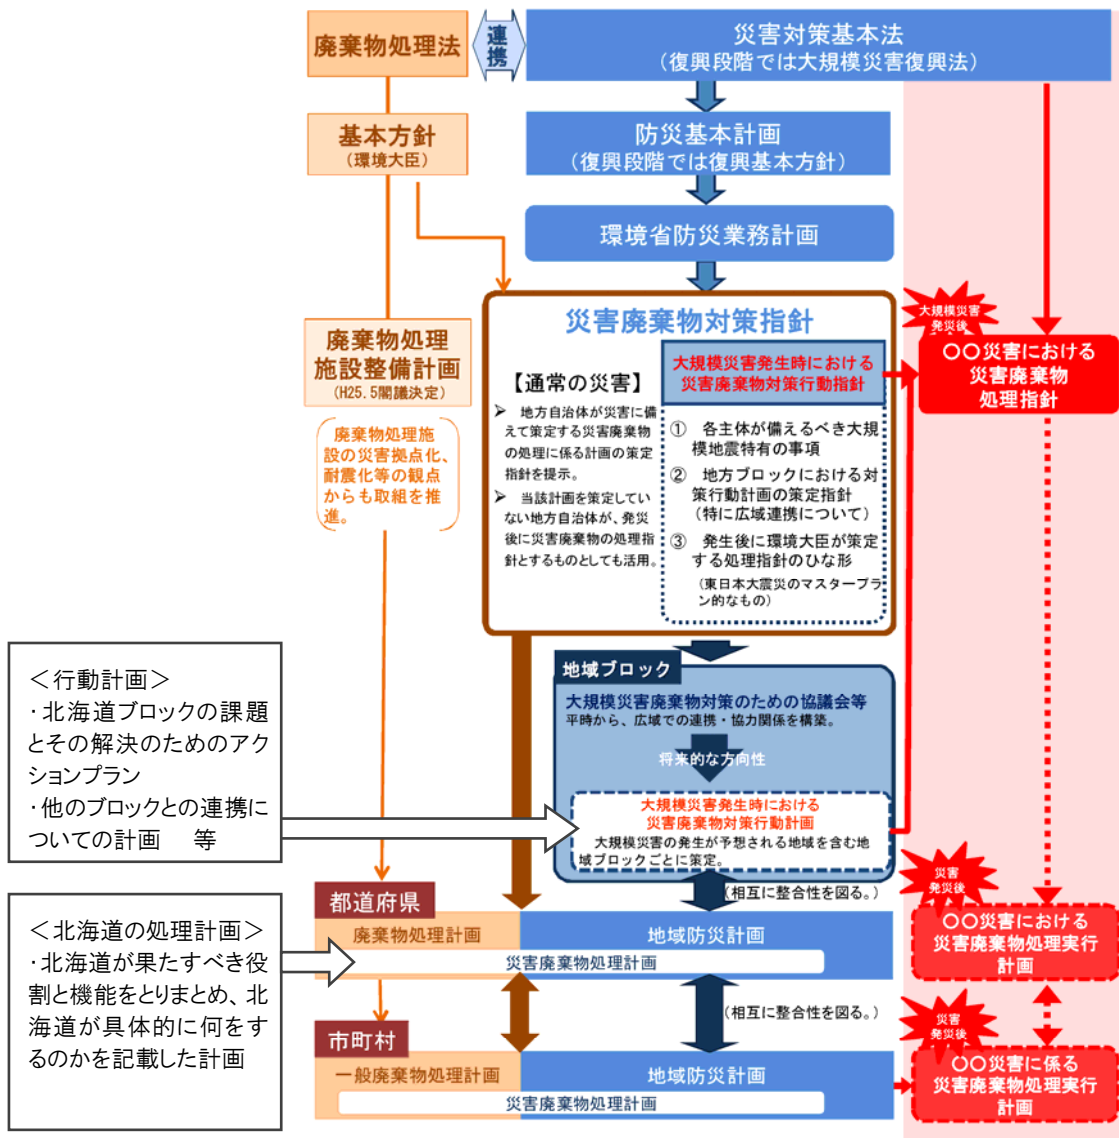 廃棄物処理法
連携
災害対策基本法
(復興段階では大規模災害復興法)
基本方針
(環境大臣)
防災基本計画
(復興段階では復興基本方針)
環境省防災業務計画
廃棄物処理
施設整備計画
(H25.5閣議決定)
廃棄物処理施
設の災害拠点化、
耐震化等の観点
からも取組を推
進。
災害廃棄物対策指針
【通常の災害】
➢ 地方自治体が災害に備
えて策定する災害廃棄物
の処理に係る計画の策定
指針を提示。
➢ 当該計画を策定してい
ない地方自治体が、発災
後に災害廃棄物の処理指
針とするものとしても活用。
大規模災害発生時における
災害廃棄物対策行動指針
① 各主体が備えるべき大規
模地震特有の事項
② 地方ブロックにおける対
策行動計画の策定指針
(特に広域連携について)
③ 発生後に環境大臣が策定
する処理指針のひな形
(東日本大震災のマスタープラ
ン的なもの)
大規模災害
発災後
〇〇災害における
災害廃棄物
処理指針
地域ブロック
大規模災害廃棄物対策のための協議会等
平時から、広域での連携・協力関係を構築。
将来的な方向性
大規模災害発生時における
災害廃棄物対策行動計画
大規模災害の発生が予想される地域を含む地
域ブロックごとに策定。
<行動計画>
・北海道ブロックの課題
とその解決のためのアク
ションプラン
・他のブロックとの連携に
ついての計画 等
(相互に整合性を図る。)
都道府県
廃棄物処理計画
地域防災計画
災害廃棄物処理計画
災害
発災後
〇〇災害における
災害廃棄物処理実行
計画
<北海道の処理計画>
・北海道が果たすべき役
割と機能をとりまとめ、北
海道が具体的に何をす
るのかを記載した計画
(相互に整合性を図る。)
市町村
一般廃棄物処理計画
地域防災計画
災害廃棄物処理計画
災害
発災後
〇〇災害に係る
災害廃棄物処理実行
計画